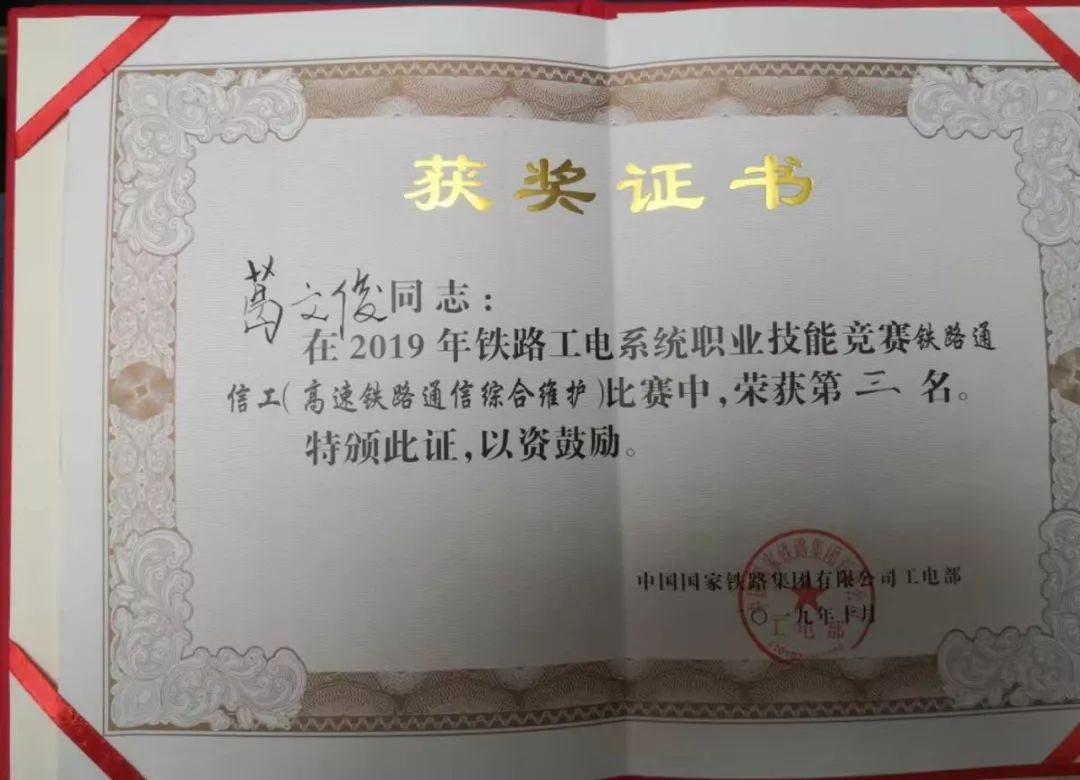 获奖证书
葛文俊同志：
在2019年铁路工电系统职业技能竞赛铁路通
信工(高速铁路通信综合维护)比赛中，荣获第三名。
特颁此证，以资鼓励。
中国国家铁路集团有限公司工电部
〇一九年十月
工电部